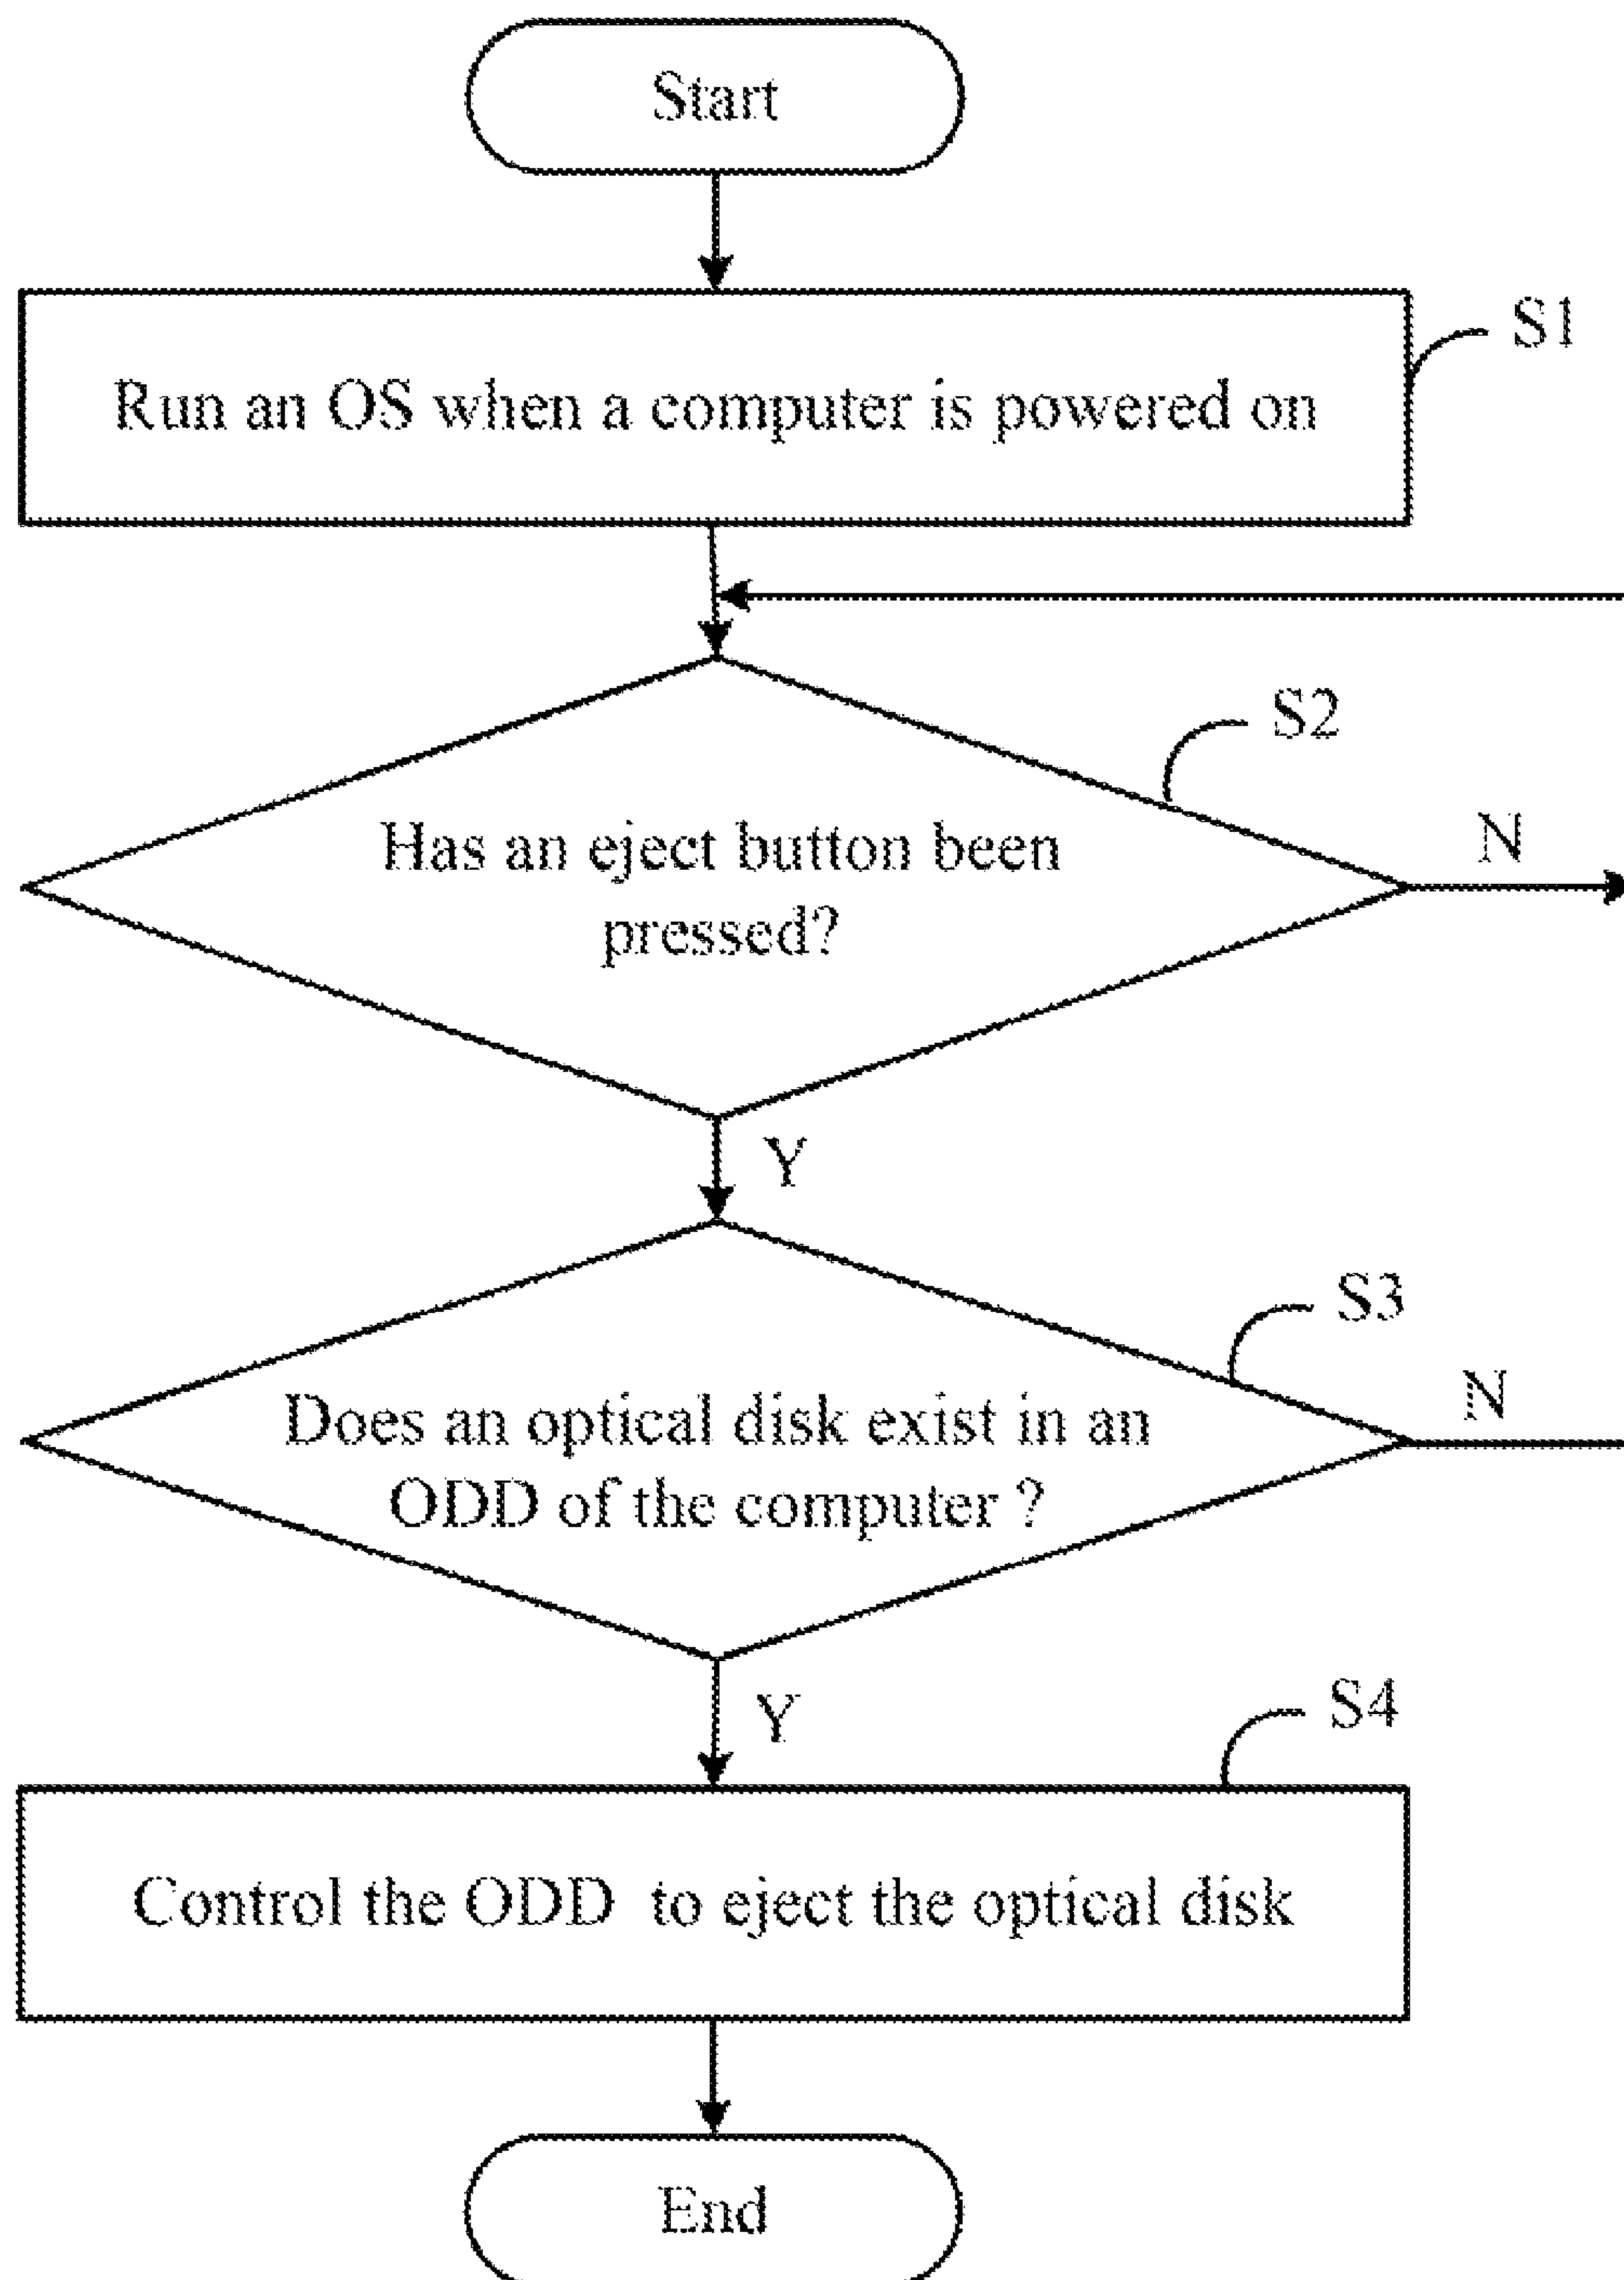 Start
S1
Run an OS when a computer is powered on
S2
N
Has an eject button been
pressed?
Y
S3
N
Does an optical disk exist in an
ODD of the computer ?
Y
S4
Control the ODD to eject the optical disk
End